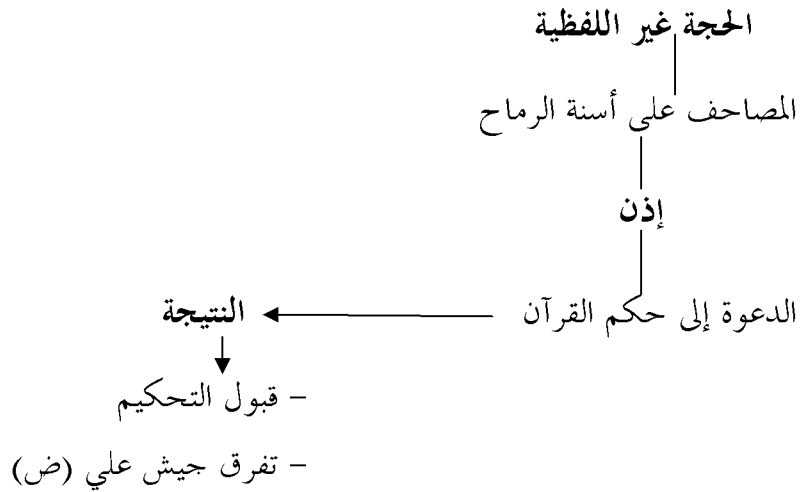 الحجة غير اللفظية
المصاحف على أسنة الرماح
إذن
الدعوة إلى حكم القرآن
النتيجة
– قبول التحكيم
– تفرق جيش علي (ض)